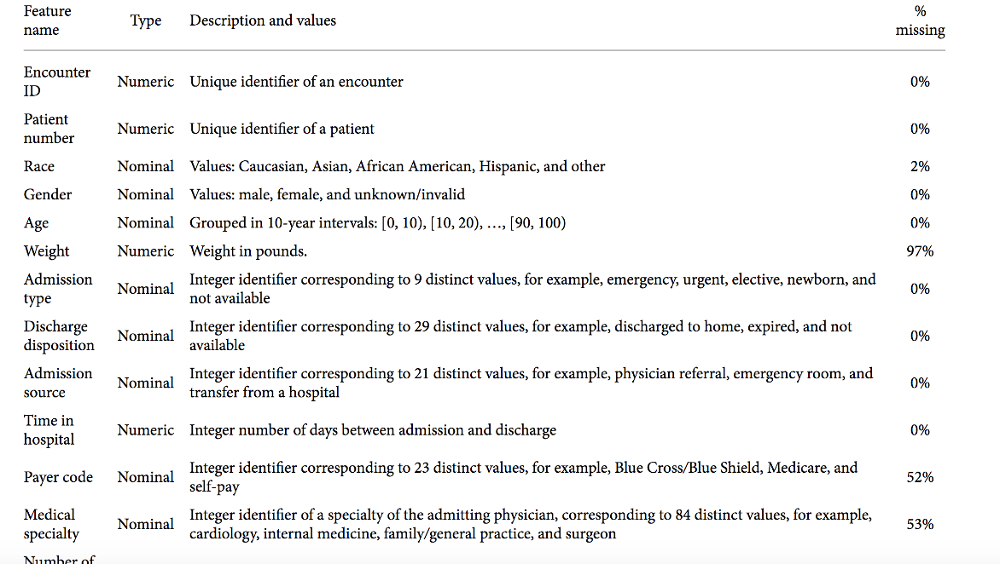 Feature name Type Description and values % missing
Encounter ID Numeric Unique identifier of an encounter 0%
Patient number Numeric Unique identifier of a patient 0%
Race Nominal Values: Caucasian, Asian, African American, Hispanic, and other 2%
Gender Nominal Values: male, female, and unknown/invalid 0%
Age Nominal Grouped in 10-year intervals: [0, 10), [10, 20), …, [90, 100) 0%
Weight Numeric Weight in pounds. 97%
Admission type Nominal Integer identifier corresponding to 9 distinct values, for example, emergency, urgent, elective, newborn, and
not available 0%
Discharge disposition Nominal Integer identifier corresponding to 29 distinct values, for example, discharged to home, expired, and not
available 0%
Admission source Nominal Integer identifier corresponding to 21 distinct values, for example, physician referral, emergency room, and
transfer from a hospital 0%
Time in hospital Numeric Integer number of days between admission and discharge 0%
Payer code Nominal Integer identifier corresponding to 23 distinct values, for example, Blue Cross/Blue Shield, Medicare, and
self-pay 52%
Medical specialty Nominal Integer identifier of a specialty of the admitting physician, corresponding to 84 distinct values, for example,
cardiology, internal medicine, family/general practice, and surgeon 53%
Number of